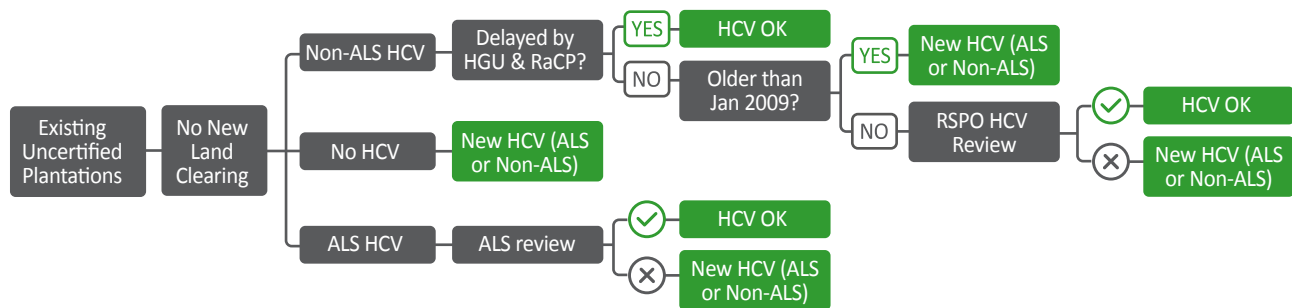 Existing
Uncertified
Plantations
No New
Land
Clearing
Non-ALS HCV
Delayed by
HGU & RaCP?
YES
HCV OK
NO
Older than
Jan 2009?
YES
New HCV (ALS
or Non-ALS)
NO
RSPO HCV
Review
HCV OK
New HCV (ALS
or Non-ALS)
No HCV
New HCV (ALS
or Non-ALS)
ALS HCV
ALS review
HCV OK
New HCV (ALS
or Non-ALS)